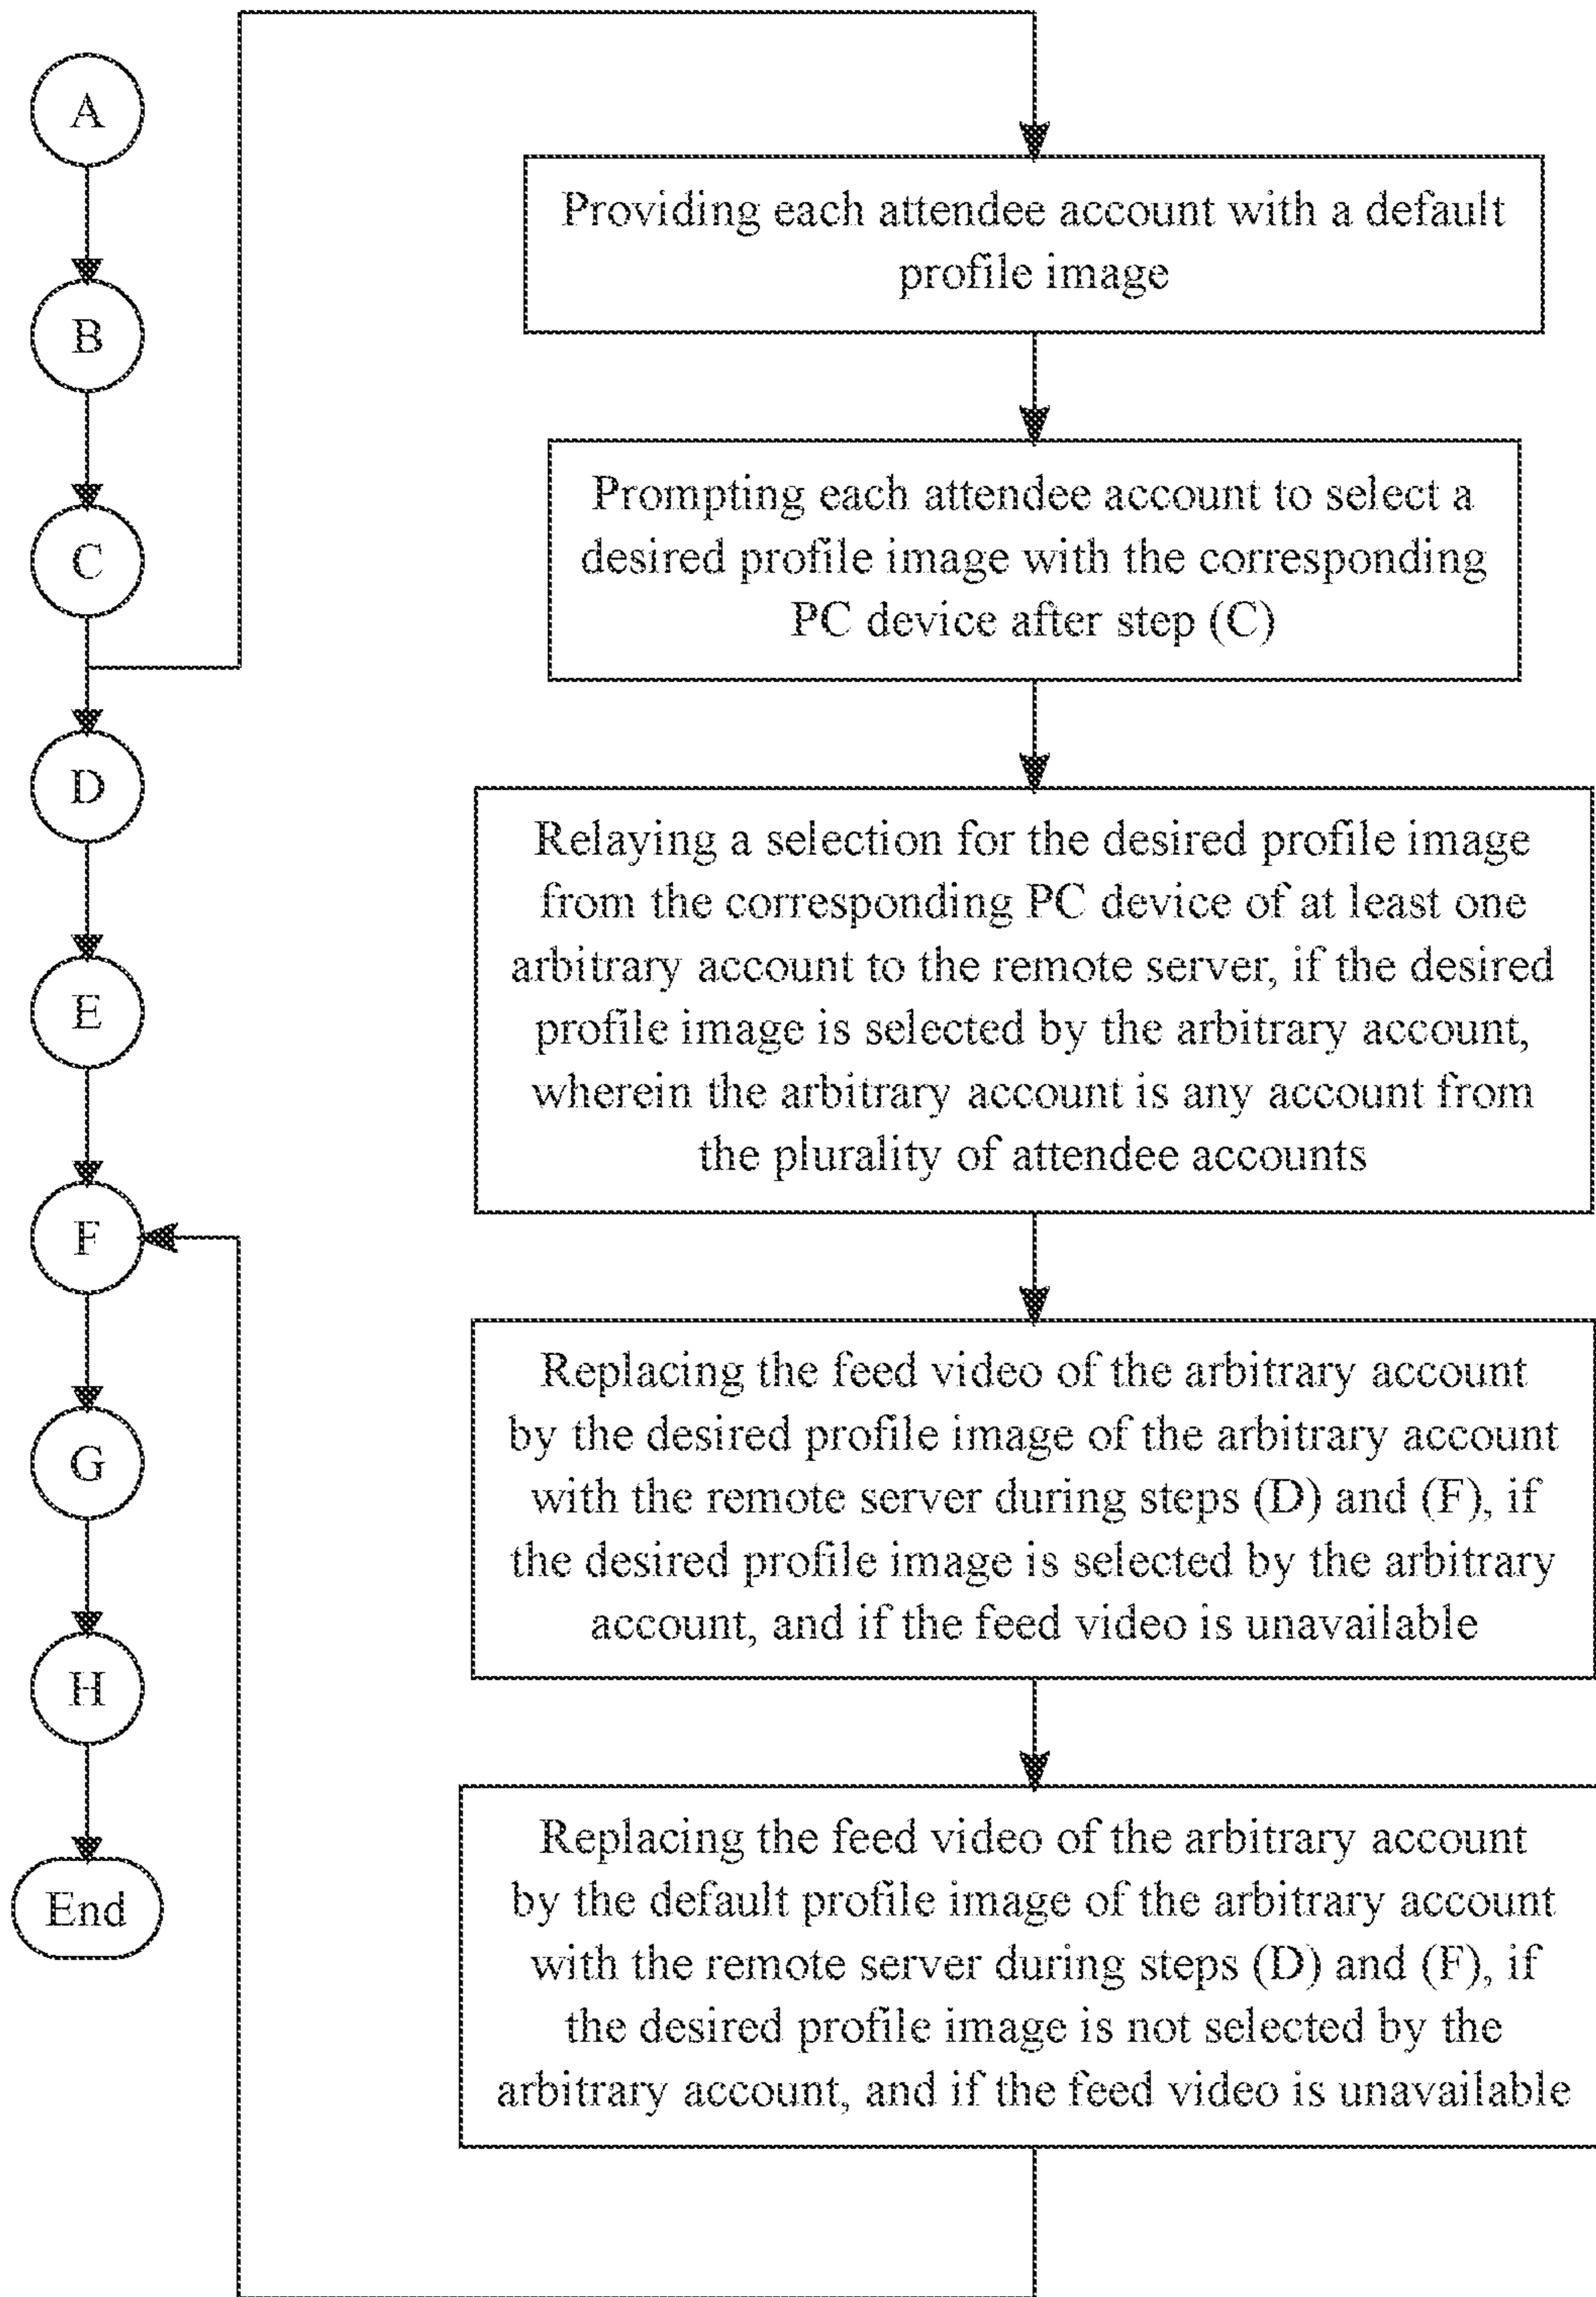 A
B
C
D
E
F
G
H
End
Providing each attendee account with a default
profile image
Prompting each attendee account to select a
desired profile image with the corresponding
PC device after step (C)
Relaying a selection for the desired profile image
from the corresponding PC device of at least one
arbitrary account to the remote server, if the desired
profile image is selected by the arbitrary account,
wherein the arbitrary account is any account from
the plurality of attendee accounts
Replacing the feed video of the arbitrary account
by the desired profile image of the arbitrary account
with the remote server during steps (D) and (F), if
the desired profile image is selected by the arbitrary
account, and if the feed video is unavailable
Replacing the feed video of the arbitrary account
by the default profile image of the arbitrary account
with the remote server during steps (D) and (F), if
the desired profile image is not selected by the
arbitrary account, and if the feed video is unavailable